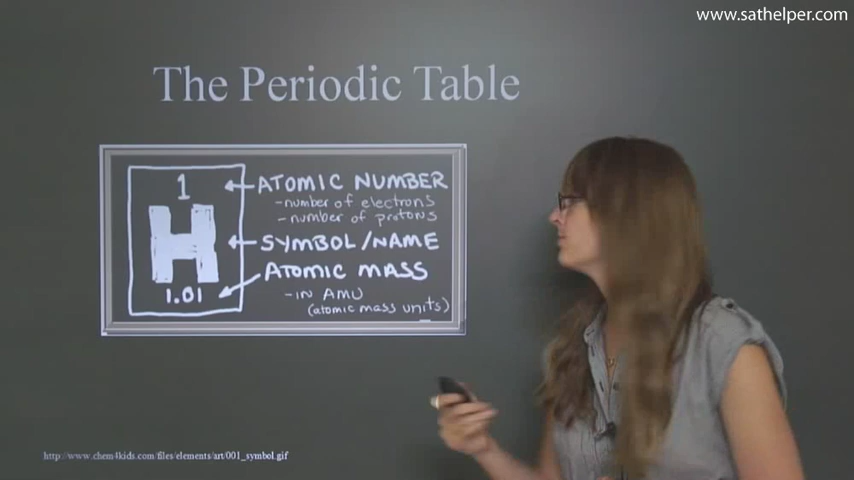 www.sathelper.com
The Periodic Table
1
ATOMIC NUMBER
-number of electrons
-number of protons
H
SYMBOL/NAME
ATOMIC MASS
1.01
-IN AMU
(atomic mass units)
http://www.chem4kids.com/files/elements/art/001_symbol.gif